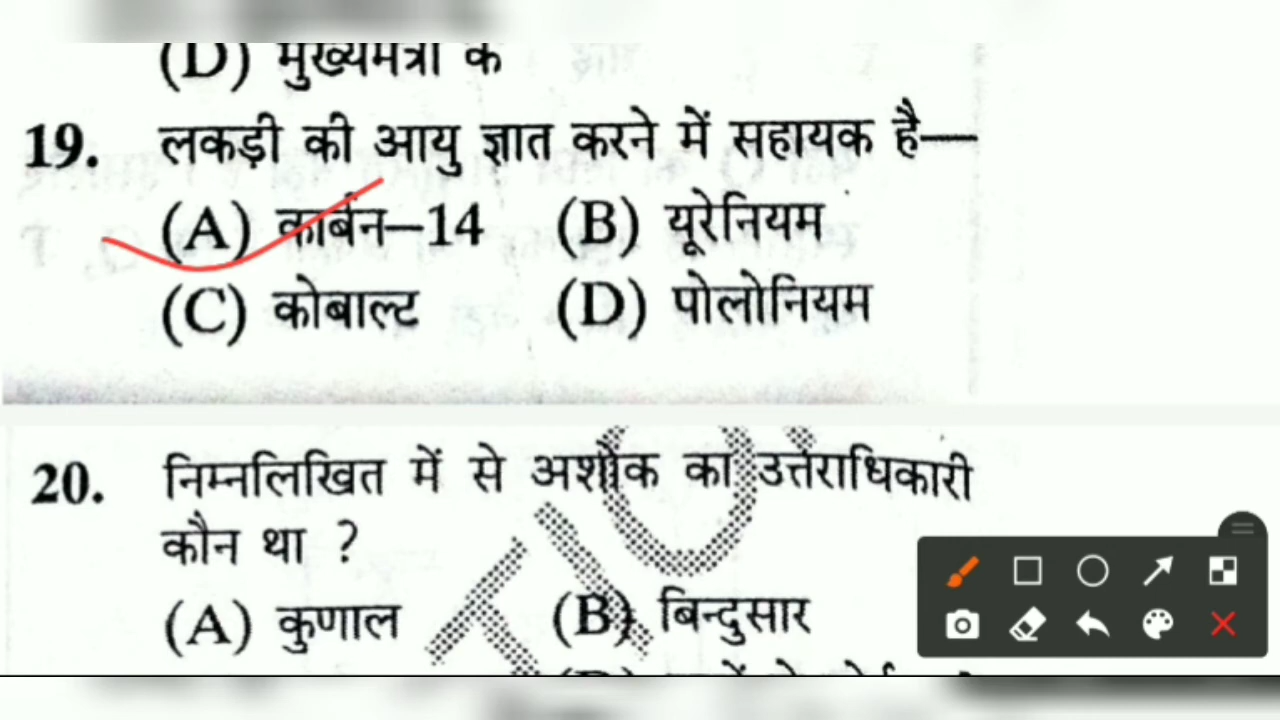 (D) मुख्यमंत्री के
19. लकड़ी की आयु ज्ञात करने में सहायक है—
(A) कार्बन–14 (B) यूरेनियम
(C) कोबाल्ट (D) पोलोनियम
20. निम्नलिखित में से अशोक का उत्तराधिकारी
कौन था ?
(A) कुणाल (B) बिन्दुसार